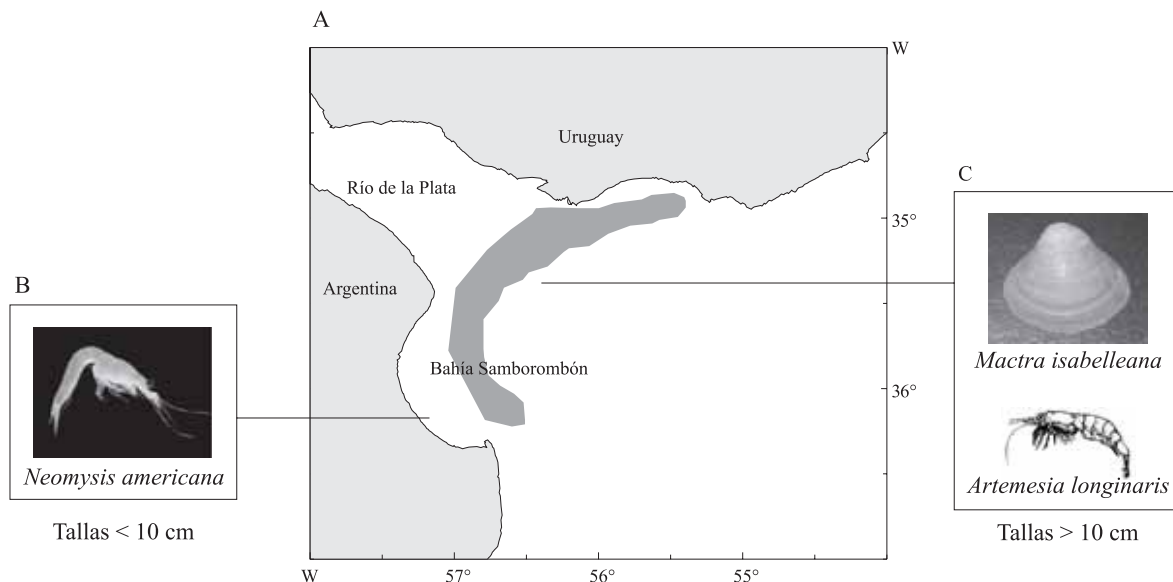 A
W
Uruguay
Río de la Plata
C
35°
B
Argentina
Mactra isabelleana
Bahía Samborombón
36°
Neomysis americana
Artemesia longinaris
Tallas < 10 cm
Tallas > 10 cm
W
57°
56°
55°